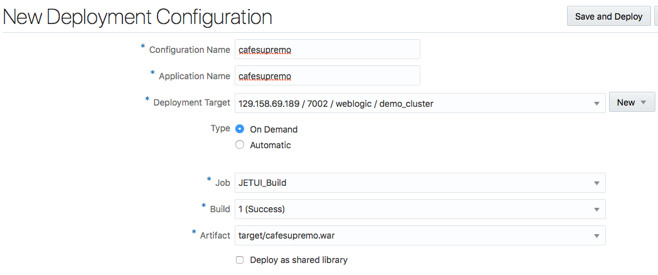 New Deployment Configuration
Save and Deploy
* Configuration Name cafesupremo
* Application Name cafesupremo
* Deployment Target 129.158.69.189 / 7002 / weblogic / demo_cluster New
Type On Demand
Automatic
* Job JETUI_Build
* Build 1 (Success)
* Artifact target/cafesupremo.war
Deploy as shared library